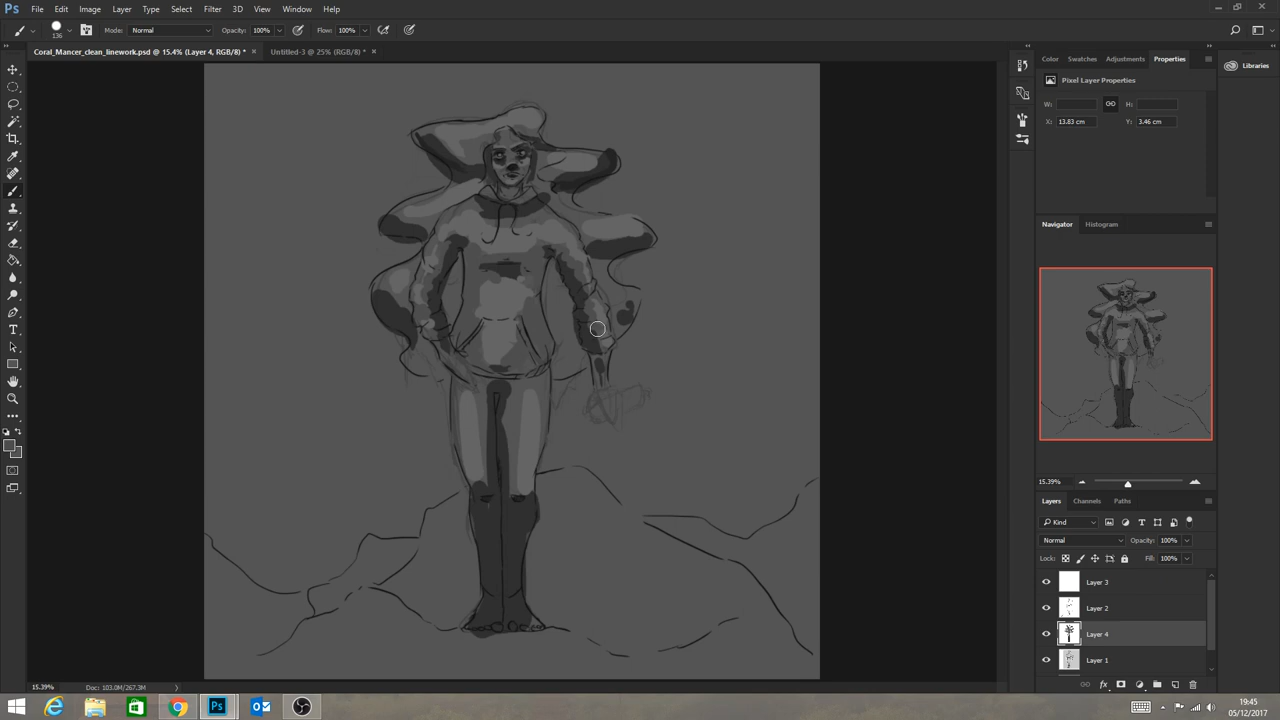 Ps File Edit Image Layer Type Select Filter 3D View Window Help
136 Mode: Normal Opacity: 100% Flow: 100%
Coral_Mancer_clean_linework.psd @ 15.4% (Layer 4, RGB/8) * × Untitled-3 @ 25% (RGB/8) * ×
Color Swatches Adjustments Properties
Libraries
Pixel Layer Properties
W: H:
X: 13.83 cm Y: 3.46 cm
Navigator Histogram
15.39%
Layers Channels Paths
Kind
Normal Opacity: 100%
Lock: Fill: 100%
Layer 3
Layer 2
Layer 4
Layer 1
fx
15.39% Doc: 103.0M/267.3M
Ps
19:45
05/12/2017